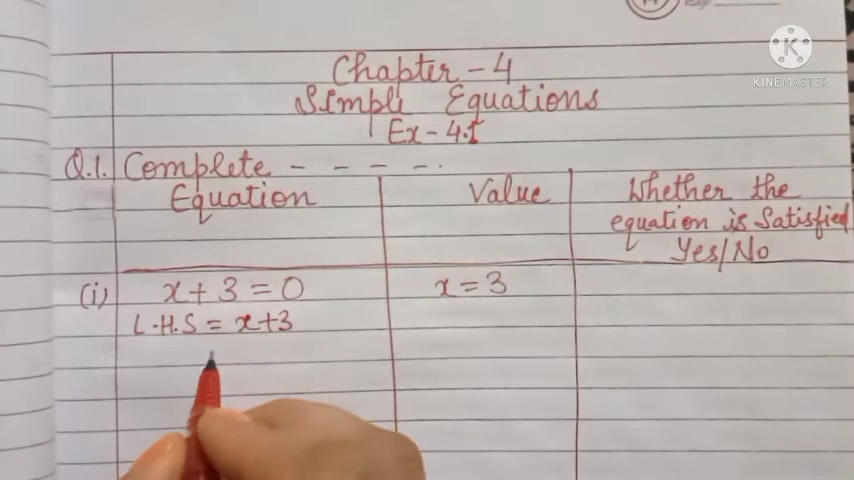 KINEMASTER
Chapter - 4
Simple Equations
Ex - 4.1
Q.1. Complete - - - - .
Equation Value Whether the equation is Satisfied Yes/No
(i) x + 3 = 0 x = 3
L.H.S = x+3